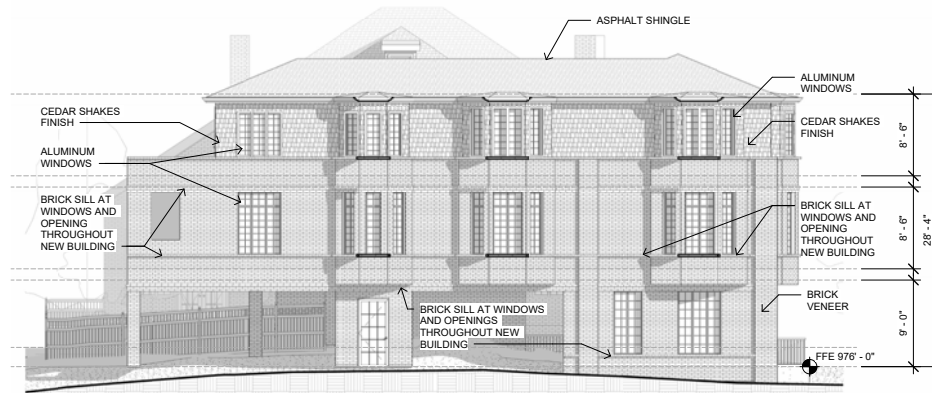 ASPHALT SHINGLE
ALUMINUM
WINDOWS
CEDAR SHAKES
FINISH
CEDAR SHAKES
FINISH
ALUMINUM
WINDOWS
BRICK SILL AT
WINDOWS AND
OPENING
THROUGHOUT
NEW BUILDING
BRICK SILL AT
WINDOWS AND
OPENING
THROUGHOUT
NEW BUILDING
BRICK SILL AT WINDOWS
AND OPENINGS
THROUGHOUT NEW
BUILDING
BRICK
VENEER
FFE 976' - 0"
8' - 6"
8' - 6"
28' - 4"
9' - 0"